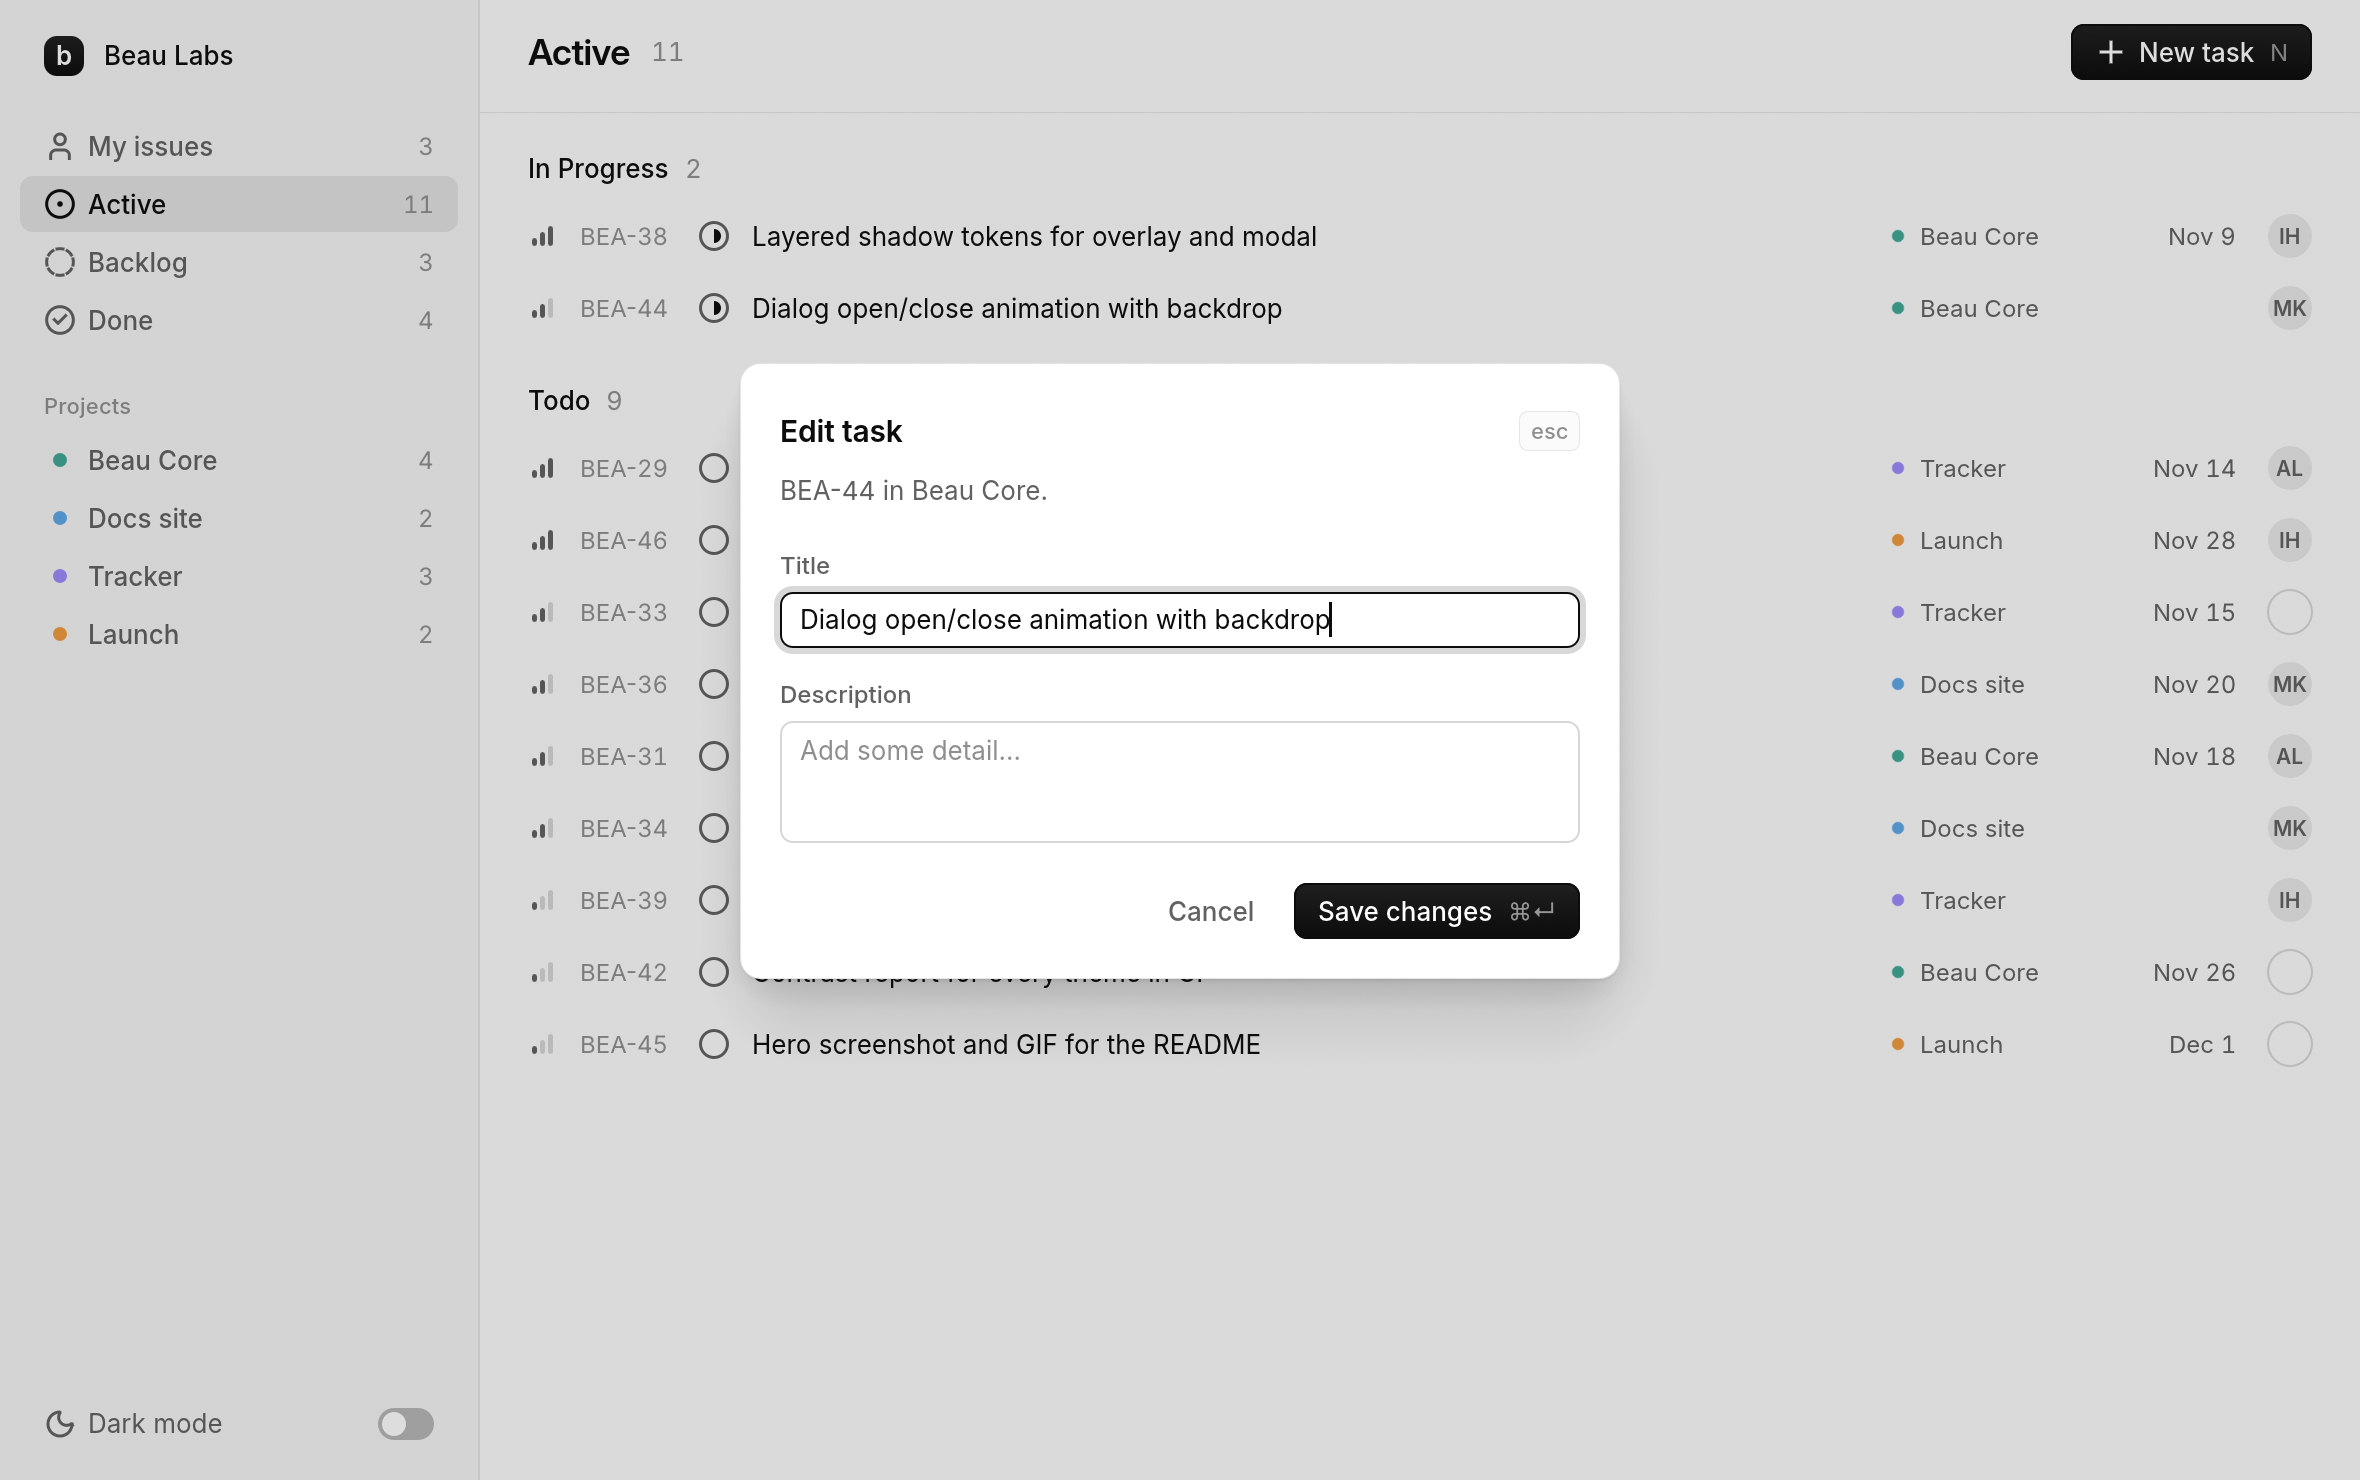 b Beau Labs
My issues 3
Active 11
Backlog 3
Done 4
Projects
Beau Core 4
Docs site 2
Tracker 3
Launch 2
Dark mode
Active 11
New task N
In Progress 2
BEA-38 Layered shadow tokens for overlay and modal Beau Core Nov 9 IH
BEA-44 Dialog open/close animation with backdrop Beau Core MK
Todo 9
BEA-29 Tracker Nov 14 AL
BEA-46 Launch Nov 28 IH
BEA-33 Tracker Nov 15
BEA-36 Docs site Nov 20 MK
BEA-31 Beau Core Nov 18 AL
BEA-34 Docs site MK
BEA-39 Tracker IH
BEA-42 Contrast report for every theme in Beau Core Nov 26
BEA-45 Hero screenshot and GIF for the README Launch Dec 1
Edit task esc
BEA-44 in Beau Core.
Title
Dialog open/close animation with backdrop
Description
Add some detail...
Cancel
Save changes ⌘↵